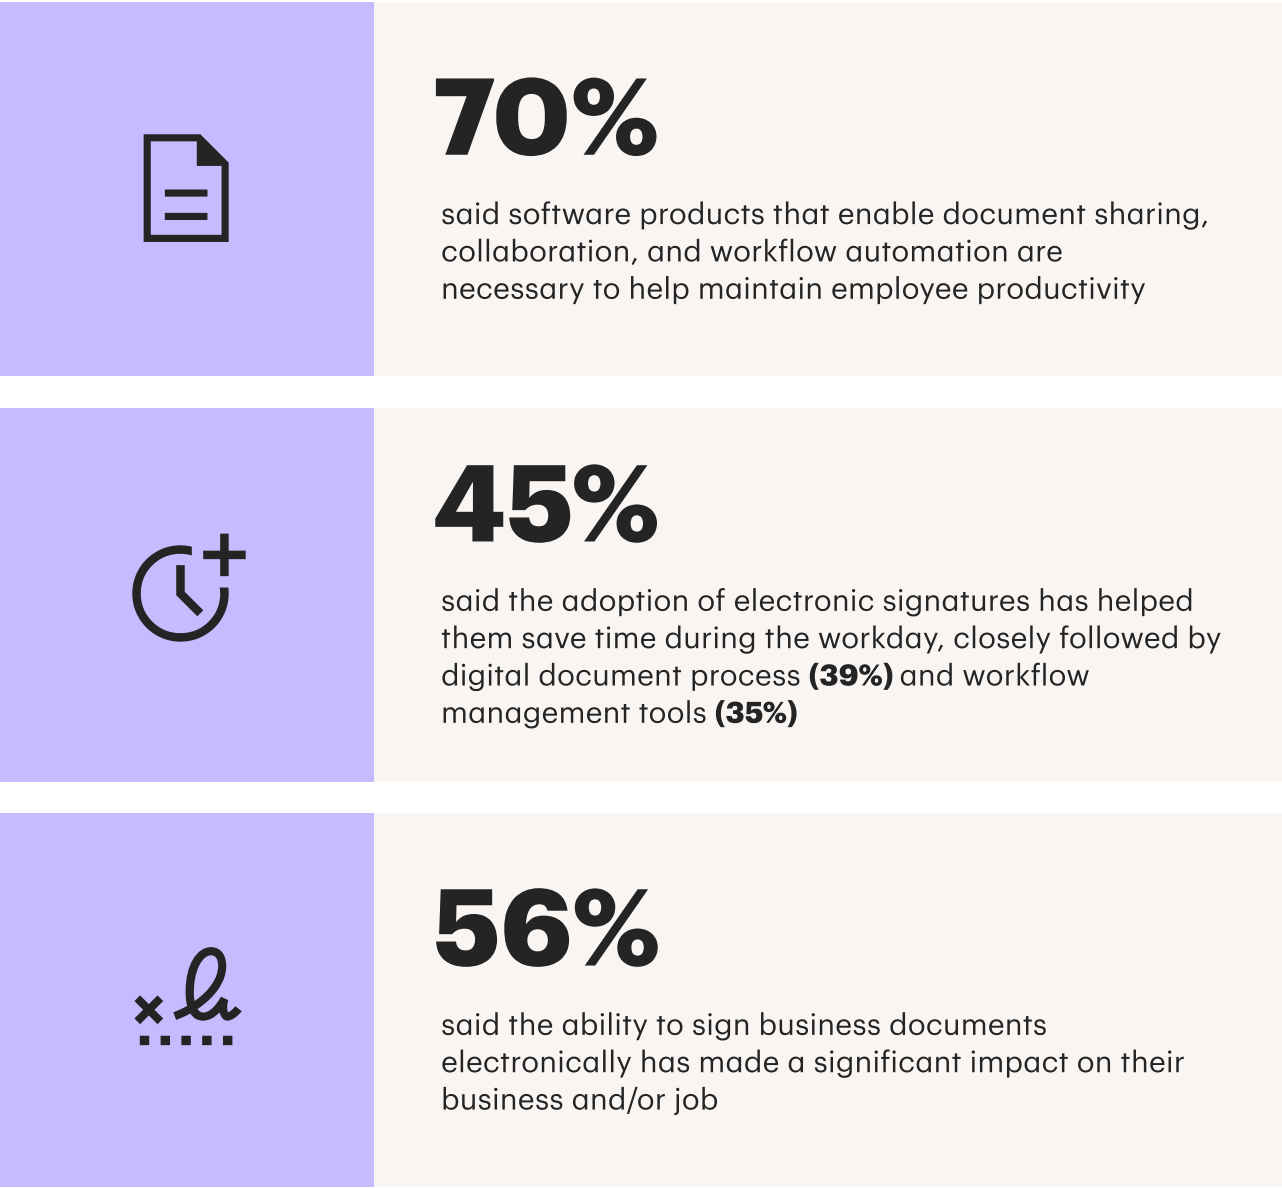 70%
said software products that enable document sharing,
collaboration, and workflow automation are
necessary to help maintain employee productivity
45%
said the adoption of electronic signatures has helped
them save time during the workday, closely followed by
digital document process (39%) and workflow
management tools (35%)
56%
said the ability to sign business documents
electronically has made a significant impact on their
business and/or job